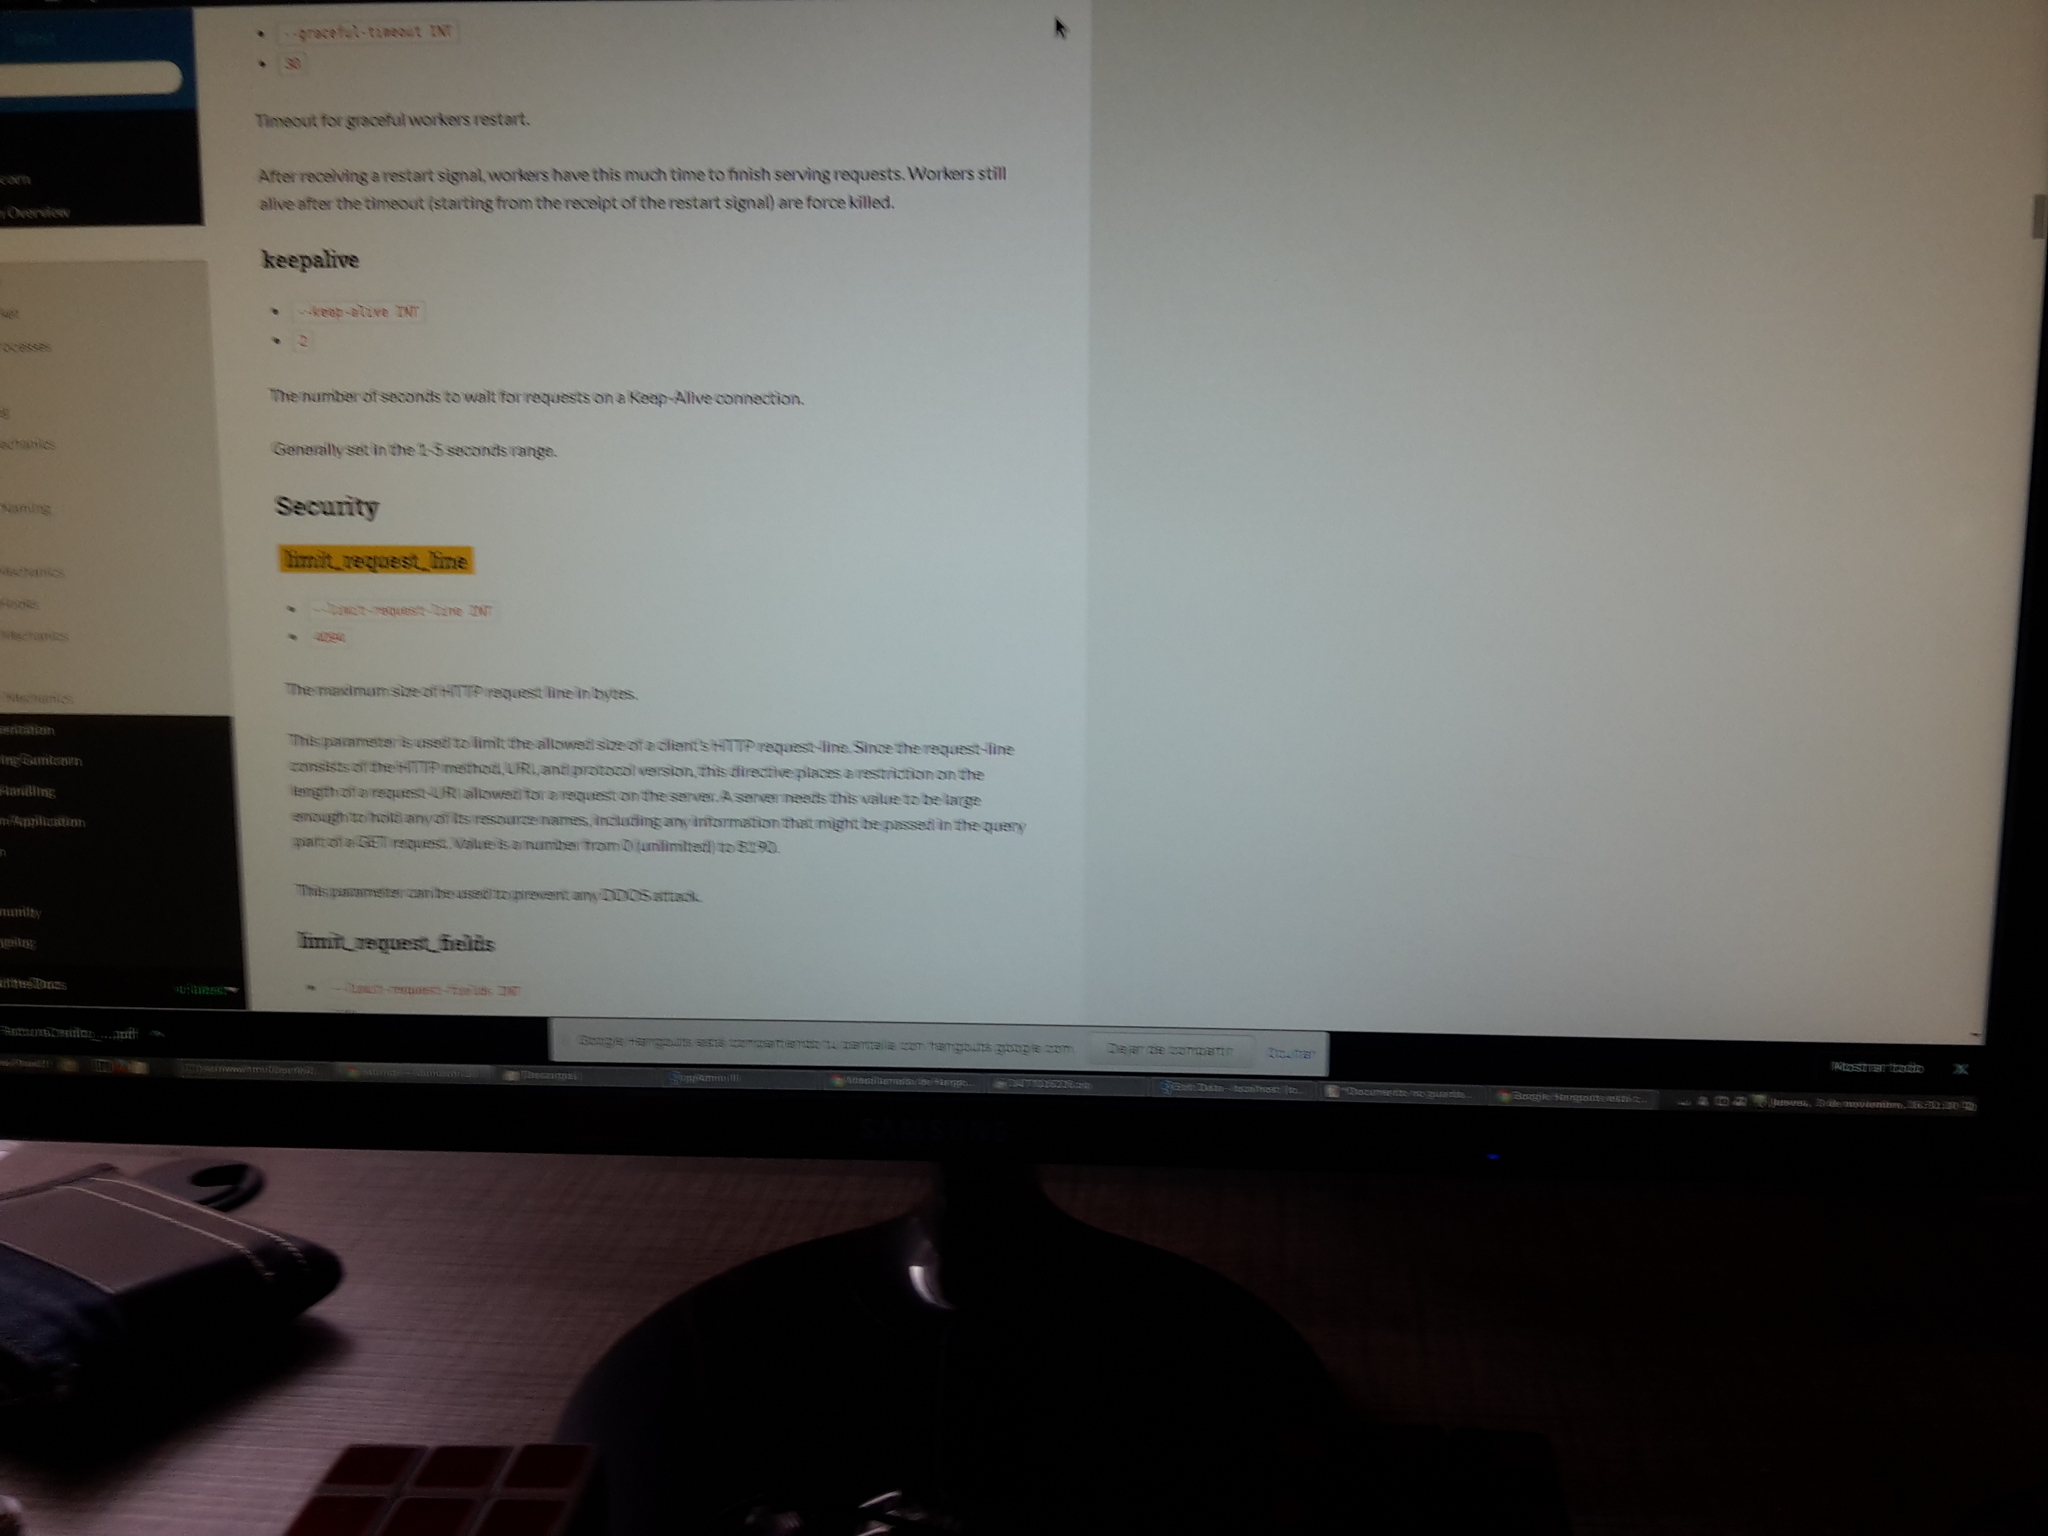 --graceful-timeout INT
30
Timeout for graceful workers restart.
After receiving a restart signal, workers have this much time to finish serving requests. Workers still
alive after the timeout (starting from the receipt of the restart signal) are force killed.
keepalive
--keep-alive INT
2
The number of seconds to wait for requests on a Keep-Alive connection.
Generally set in the 1-5 seconds range.
Security
limit_request_line
--limit-request-line INT
4094
The maximum size of HTTP request line in bytes.
This parameter is used to limit the allowed size of a client's HTTP request-line. Since the request-line
consists of the HTTP method, URI, and protocol version, this directive places a restriction on the
length of a request-URI allowed for a request on the server. A server needs this value to be large
enough to hold any of its resource names, including any information that might be passed in the query
part of a GET request. Value is a number from 0 (unlimited) to 8190.
This parameter can be used to prevent any DDOS attack.
limit_request_fields
--limit-request-fields INT
corn
Overview
ocesses
echanics
Naming
Mechanics
Hooks
Mechanics
Mechanics
entation
ing Gunicorn
Handling
m Application
n
munity
the Docs
Google Hangouts está compartiendo tu pantalla con hangouts.google.com.
Dejar de compartir
Ocultar
Mostrar todo
SAMSUNG